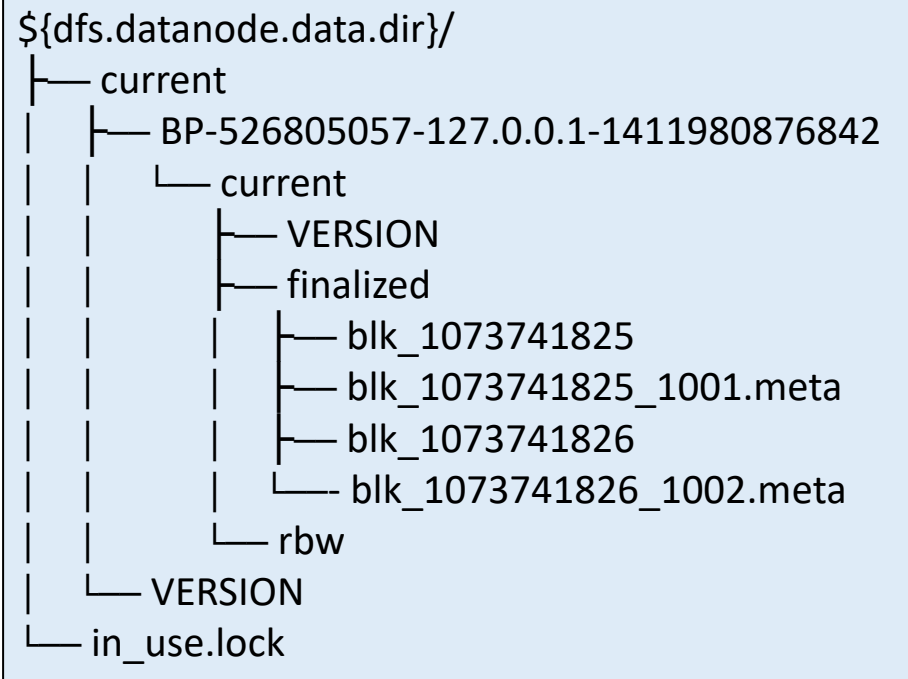 ${dfs.datanode.data.dir}/
├── current
│ ├── BP-526805057-127.0.0.1-1411980876842
│ │ └── current
│ │ ├── VERSION
│ │ ├── finalized
│ │ │ ├── blk_1073741825
│ │ │ ├── blk_1073741825_1001.meta
│ │ │ ├── blk_1073741826
│ │ │ └──- blk_1073741826_1002.meta
│ │ └── rbw
│ └── VERSION
└── in_use.lock